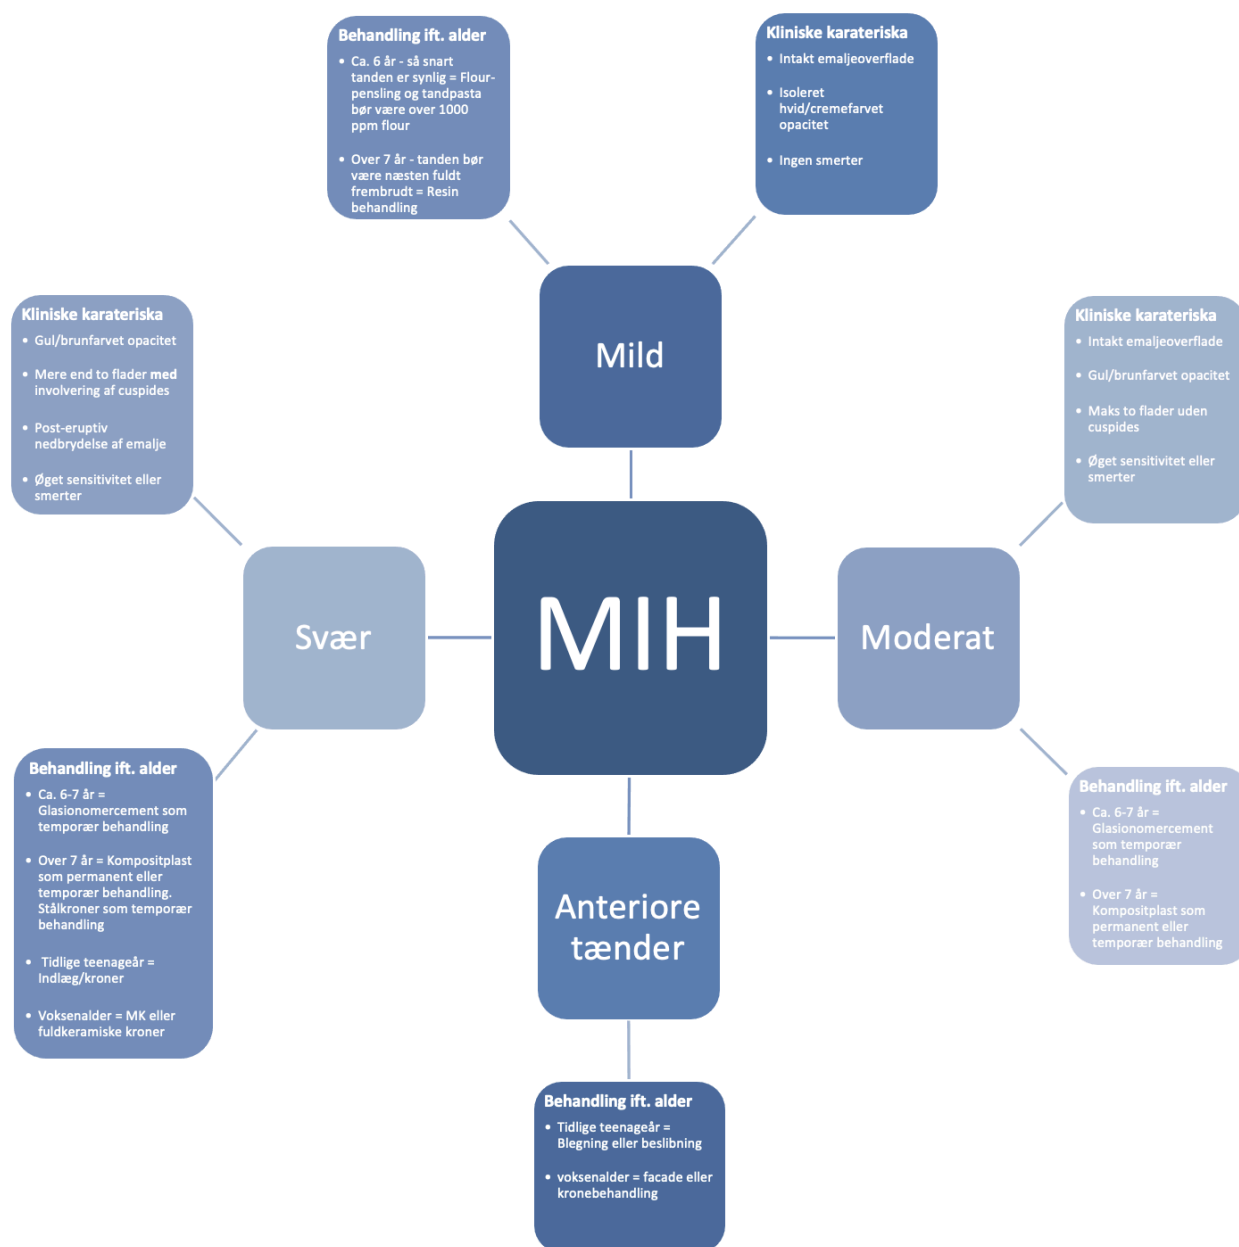 Behandling ift. alder
• Ca. 6 år - så snart
tanden er synlig = Flour-
pensling og tandpasta
bør være over 1000
ppm flour
• Over 7 år - tanden bør
være næsten fuldt
frembrudt = Resin
behandling
Kliniske karateriska
• Intakt emaljeoverflade
• Isoleret
hvid/cremefarvet
opacitet
• Ingen smerter
Mild
Kliniske karateriska
• Gul/brunfarvet opacitet
• Mere end to flader med
involvering af cuspides
• Post-eruptiv
nedbrydelse af emalje
• Øget sensitivitet eller
smerter
Kliniske karateriska
• Intakt emaljeoverflade
• Gul/brunfarvet opacitet
• Maks to flader uden
cuspides
• Øget sensitivitet eller
smerter
Svær
MIH
Moderat
Behandling ift. alder
• Ca. 6-7 år =
Glasionomercement som
temporær behandling
• Over 7 år = Kompositplast
som permanent eller
temporær behandling.
Stålkroner som temporær
behandling
• Tidlige teenageår =
Indlæg/kroner
• Voksenalder = MK eller
fuldkeramiske kroner
Behandling ift. alder
• Ca. 6-7 år =
Glasionomercement
som temporær
behandling
• Over 7 år =
Kompositplast som
permanent eller
temporær behandling
Anteriore
tænder
Behandling ift. alder
• Tidlige teenageår =
Blegning eller beslibning
• voksenalder = facade eller
kronebehandling